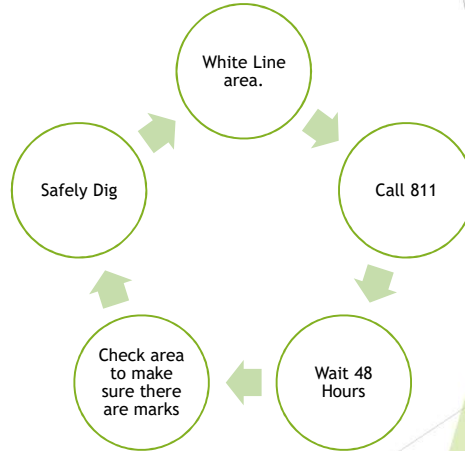 White Line
area.
Call 811
Wait 48
Hours
Check area
to make
sure there
are marks
Safely Dig